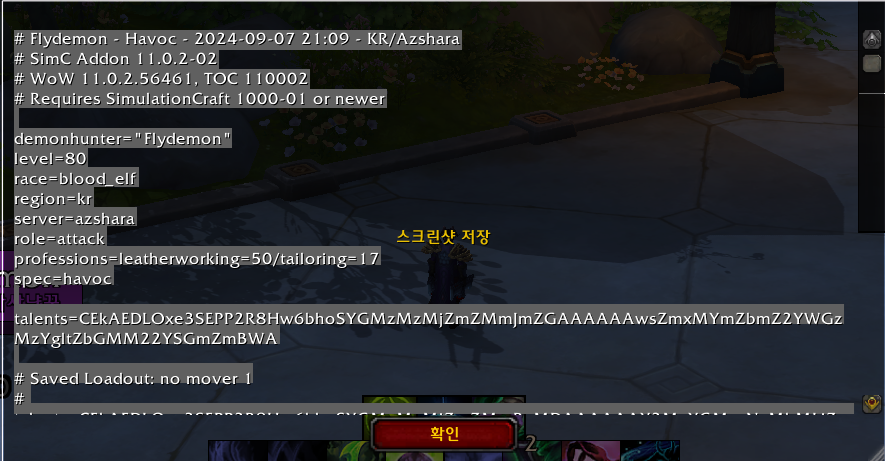 # Flydemon - Havoc - 2024-09-07 21:09 - KR/Azshara
# SimC Addon 11.0.2-02
# WoW 11.0.2.56461, TOC 110002
# Requires SimulationCraft 1000-01 or newer
demonhunter="Flydemon"
level=80
race=blood_elf
region=kr
server=azshara
role=attack
professions=leatherworking=50/tailoring=17
spec=havoc
스크린샷 저장
talents=CEkAEDLOxe3SEPP2R8Hw6bhoSYGMzMzMjZmZMmJmZGAAAAAAwsZmxMYmZbmZ2YWGz
MzYgltZbGMM22YSGmZmBWA
# Saved Loadout: no mover 1
#
확인
2